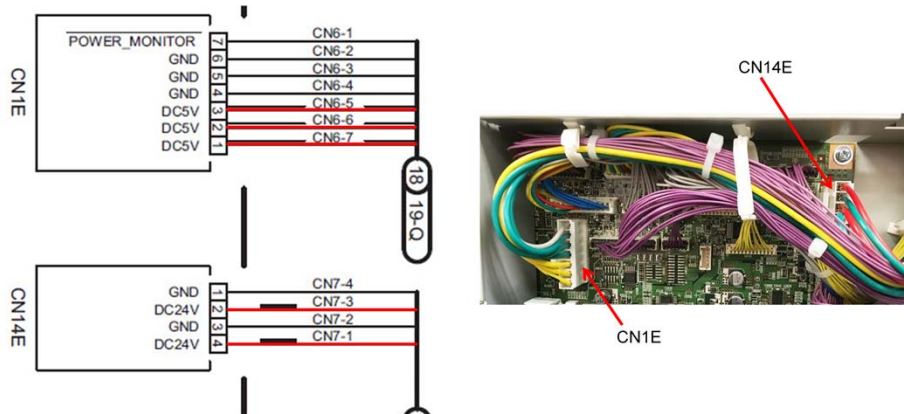 CN1E
POWER_MONITOR 7 CN6-1
GND 6 CN6-2
GND 5 CN6-3
GND 4 CN6-4
DC5V 3 CN6-5
DC5V 2 CN6-6
DC5V 1 CN6-7
18 19-Q
CN14E
GND 1 CN7-4
DC24V 2 CN7-3
GND 3 CN7-2
DC24V 4 CN7-1
CN14E
CN1E